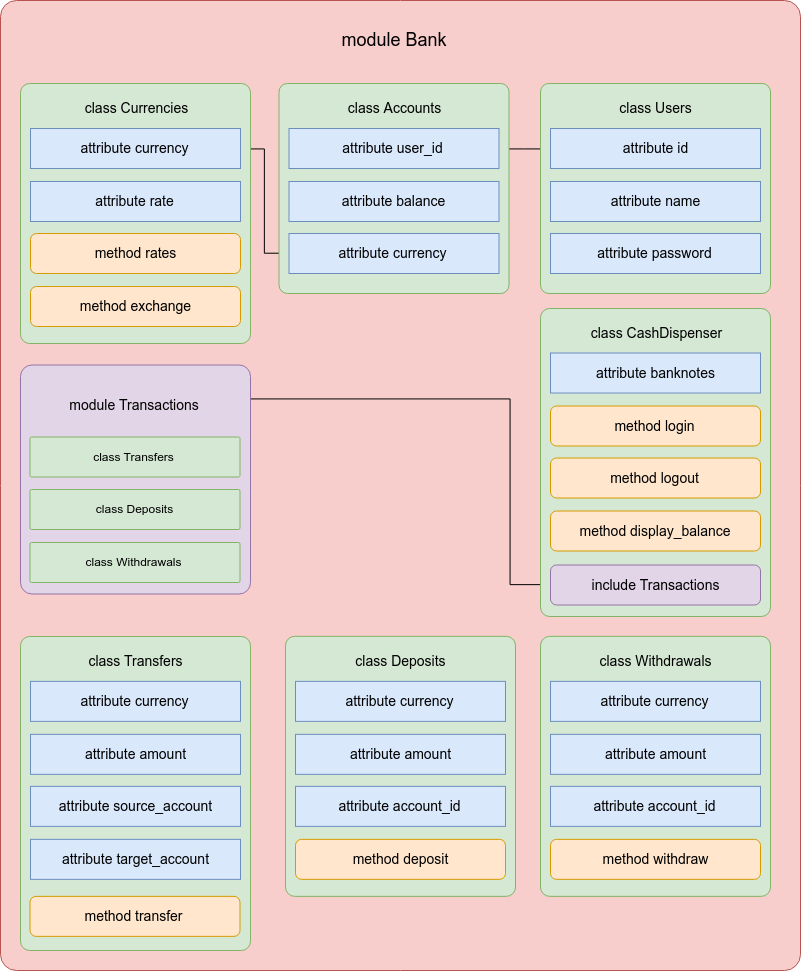 module Bank
class Currencies
attribute currency
attribute rate
method rates
method exchange
class Accounts
attribute user_id
attribute balance
attribute currency
class Users
attribute id
attribute name
attribute password
module Transactions
class Transfers
class Deposits
class Withdrawals
class CashDispenser
attribute banknotes
method login
method logout
method display_balance
include Transactions
class Transfers
attribute currency
attribute amount
attribute source_account
attribute target_account
method transfer
class Deposits
attribute currency
attribute amount
attribute account_id
method deposit
class Withdrawals
attribute currency
attribute amount
attribute account_id
method withdraw